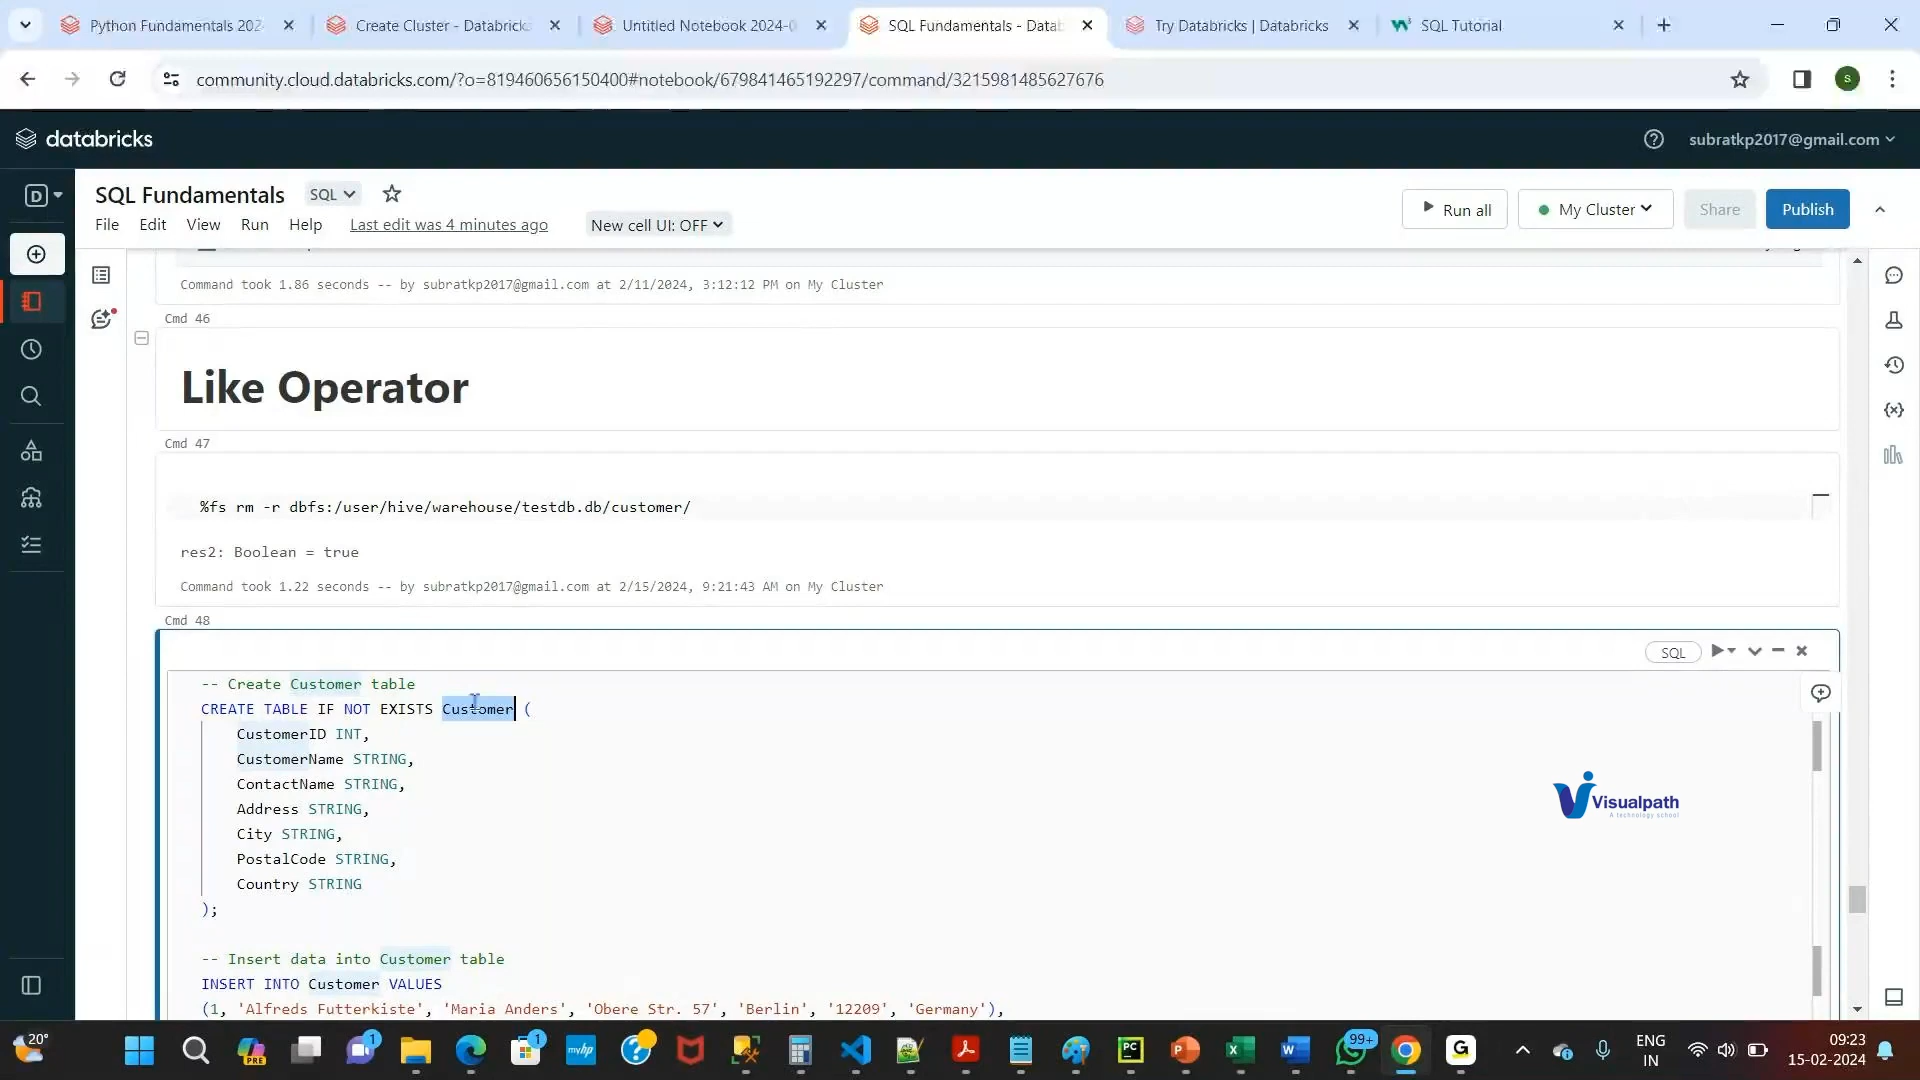 Python Fundamentals 202
Create Cluster - Databricks
Untitled Notebook 2024-0
SQL Fundamentals - Datab
Try Databricks | Databricks
SQL Tutorial
community.cloud.databricks.com/?o=819460656150400#notebook/679841465192297/command/3215981485627676
S
databricks
subratkp2017@gmail.com
D
SQL Fundamentals
SQL
File
Edit
View
Run
Help
Last edit was 4 minutes ago
New cell UI: OFF
Run all
My Cluster
Share
Publish
Command took 1.86 seconds -- by subratkp2017@gmail.com at 2/11/2024, 3:12:12 PM on My Cluster
Cmd 46
Like Operator
Cmd 47
%fs rm -r dbfs:/user/hive/warehouse/testdb.db/customer/
res2: Boolean = true
Command took 1.22 seconds -- by subratkp2017@gmail.com at 2/15/2024, 9:21:43 AM on My Cluster
Cmd 48
SQL
-- Create Customer table
CREATE TABLE IF NOT EXISTS Customer (
CustomerID INT,
CustomerName STRING,
ContactName STRING,
Address STRING,
City STRING,
PostalCode STRING,
Country STRING
);
-- Insert data into Customer table
INSERT INTO Customer VALUES
(1, 'Alfreds Futterkiste', 'Maria Anders', 'Obere Str. 57', 'Berlin', '12209', 'Germany'),
Visualpath
A technology school
20°
PRE
1
1
myhp
99+
ENG
IN
09:23
15-02-2024